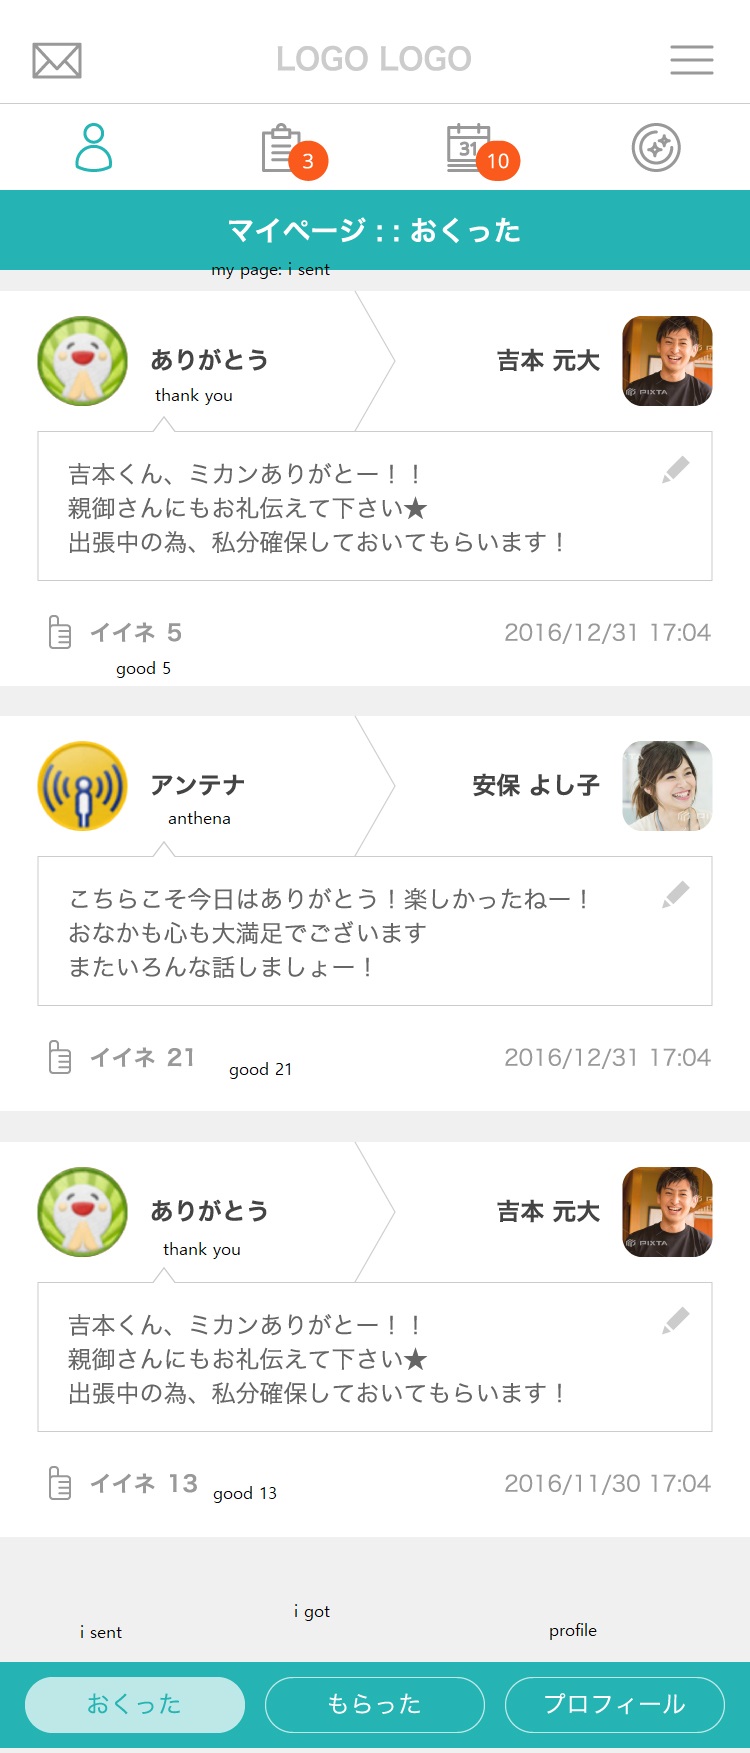 LOGO LOGO
3
31
10
マイページ : : おくった
my page: i sent
ありがとう
吉本 元大
thank you
PIXTA
吉本くん、ミカンありがとー！！
親御さんにもお礼伝えて下さい★
出張中の為、私分確保しておいてもらいます！
イイネ 5
2016/12/31 17:04
good 5
アンテナ
安保 よし子
anthena
こちらこそ今日はありがとう！楽しかったねー！
おなかも心も大満足でございます
またいろんな話しましょー！
イイネ 21
2016/12/31 17:04
good 21
ありがとう
吉本 元大
thank you
PIXTA
吉本くん、ミカンありがとー！！
親御さんにもお礼伝えて下さい★
出張中の為、私分確保しておいてもらいます！
イイネ 13
2016/11/30 17:04
good 13
i got
i sent
profile
おくった
もらった
プロフィール